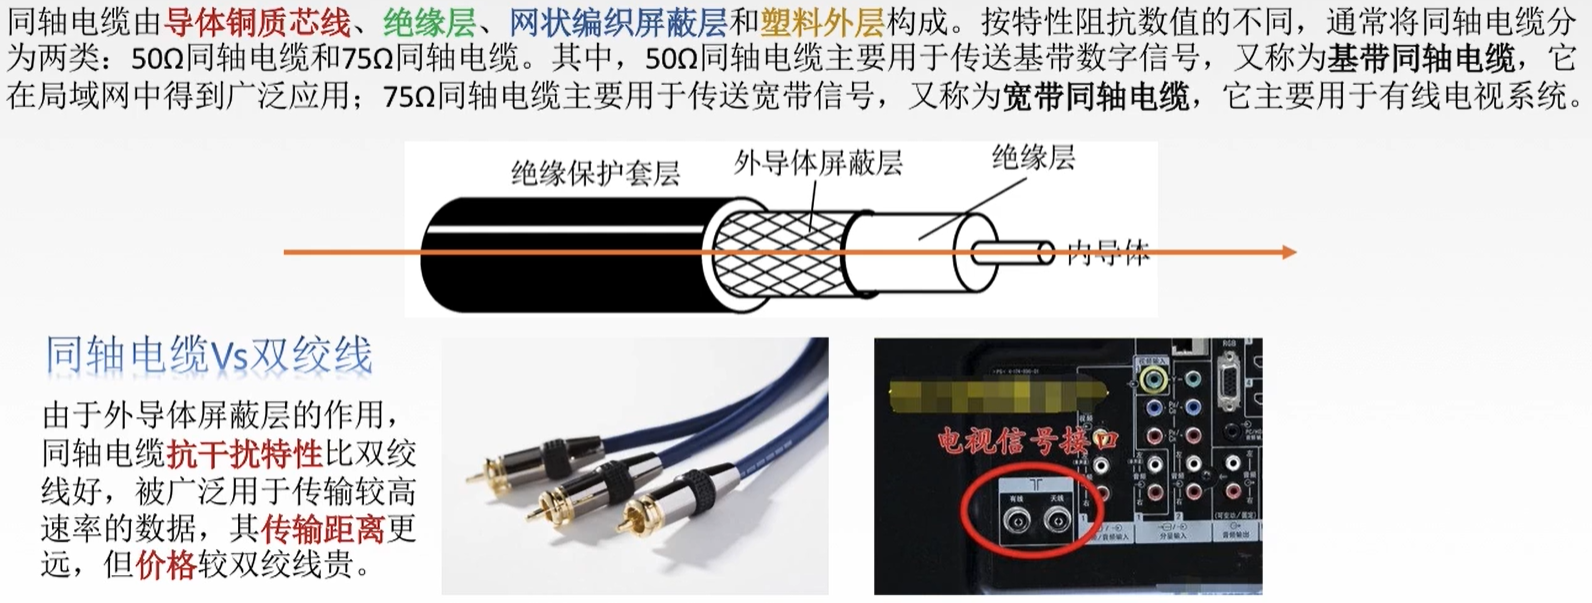 同轴电缆由导体铜质芯线、绝缘层、网状编织屏蔽层和塑料外层构成。按特性阻抗数值的不同，通常将同轴电缆分
为两类：50Ω同轴电缆和75Ω同轴电缆。其中，50Ω同轴电缆主要用于传送基带数字信号，又称为基带同轴电缆，它
在局域网中得到广泛应用；75Ω同轴电缆主要用于传送宽带信号，又称为宽带同轴电缆，它主要用于有线电视系统。
绝缘保护套层
外导体屏蔽层
绝缘层
内导体
同轴电缆Vs双绞线
由于外导体屏蔽层的作用，
同轴电缆抗干扰特性比双绞
线好，被广泛用于传输较高
速率的数据，其传输距离更
远，但价格较双绞线贵。
电视信号接口
有线
天线
RGB
分量输入
音频输出